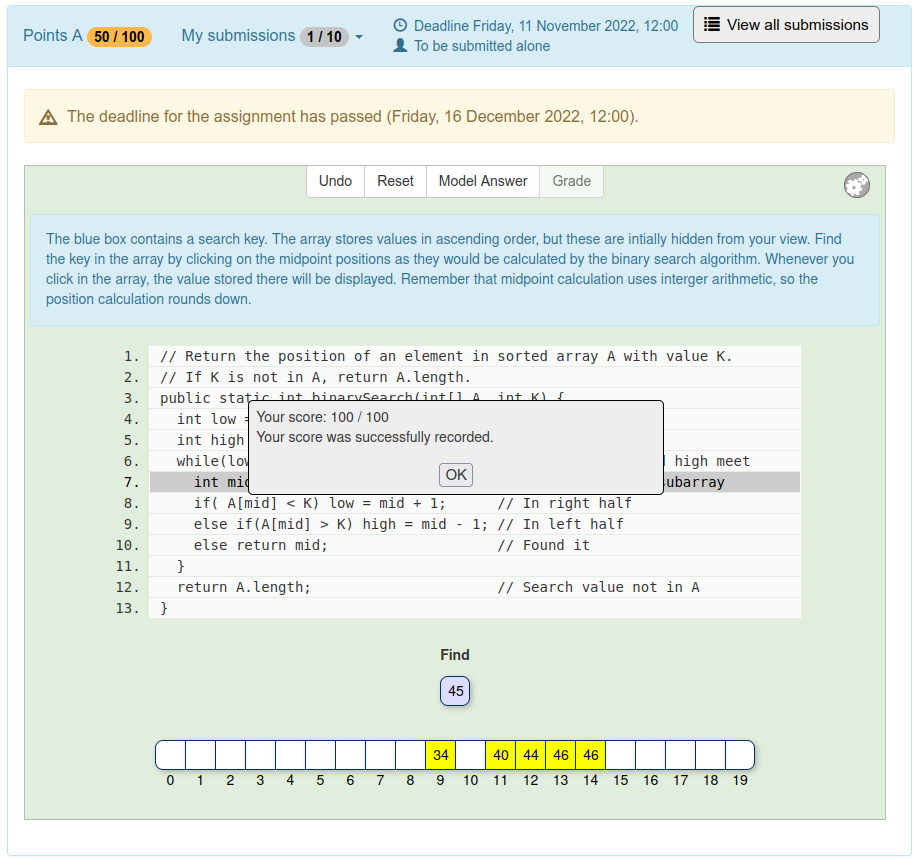 Points A 50 / 100 My submissions 1 / 10 Deadline Friday, 11 November 2022, 12:00 View all submissions
To be submitted alone
The deadline for the assignment has passed (Friday, 16 December 2022, 12:00).
Undo Reset Model Answer Grade
The blue box contains a search key. The array stores values in ascending order, but these are intially hidden from your view. Find
the key in the array by clicking on the midpoint positions as they would be calculated by the binary search algorithm. Whenever you
click in the array, the value stored there will be displayed. Remember that midpoint calculation uses interger arithmetic, so the
position calculation rounds down.
1. // Return the position of an element in sorted array A with value K.
2. // If K is not in A, return A.length.
3. public static int binarySearch(int[] A, int K) {
4. int low =
5. int high
6. while(low high meet
7. int mid subarray
Your score: 100 / 100
Your score was successfully recorded.
OK
8. if( A[mid] < K) low = mid + 1; // In right half
9. else if(A[mid] > K) high = mid - 1; // In left half
10. else return mid; // Found it
11. }
12. return A.length; // Search value not in A
13. }
Find
45
34 40 44 46 46
0 1 2 3 4 5 6 7 8 9 10 11 12 13 14 15 16 17 18 19